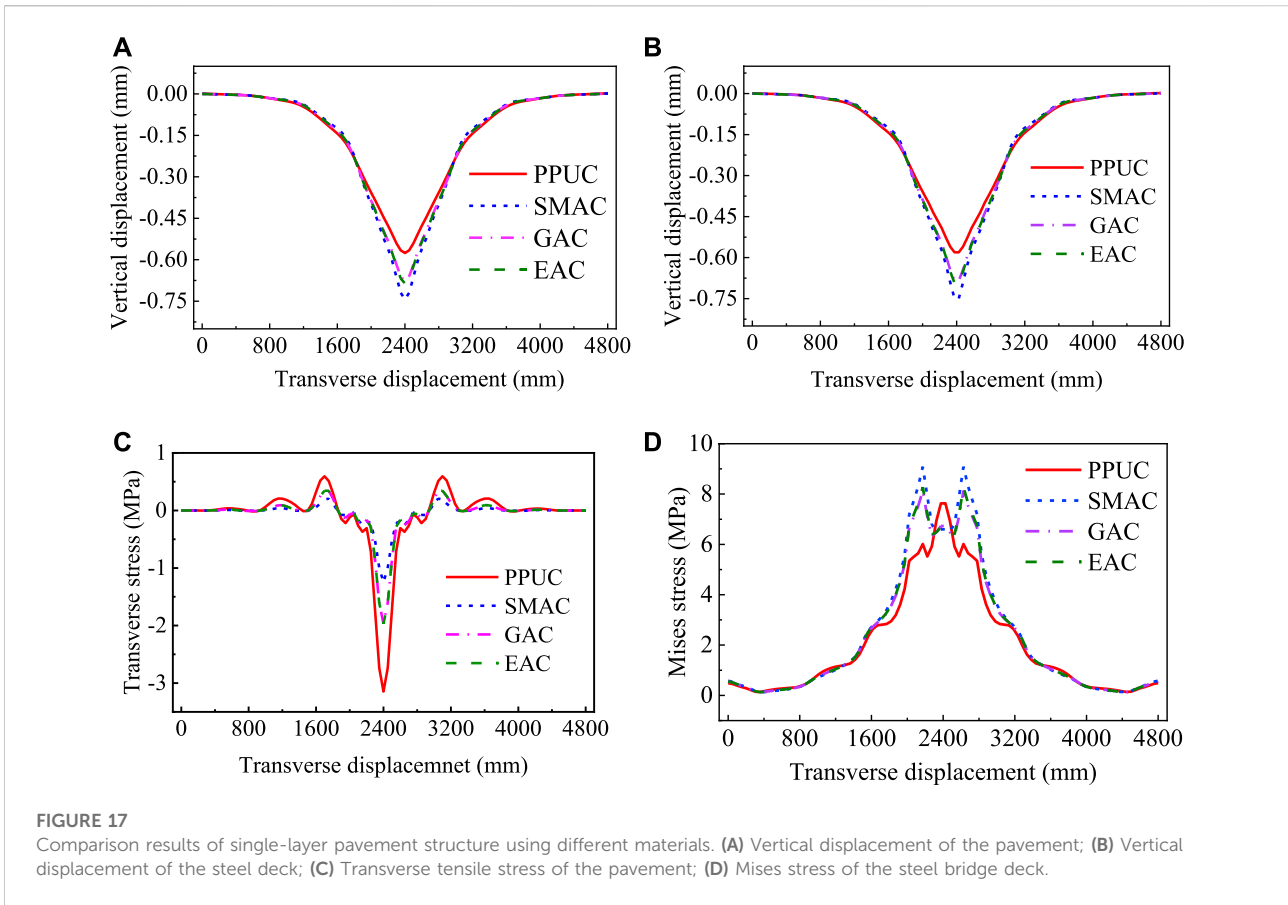 A
Vertical displacement (mm)
0.00
-0.15
-0.30
-0.45
-0.60
-0.75
PPUC
SMAC
GAC
EAC
0 800 1600 2400 3200 4000 4800
Transverse displacement (mm)
B
Vertical displacement (mm)
0.00
-0.15
-0.30
-0.45
-0.60
-0.75
PPUC
SMAC
GAC
EAC
0 800 1600 2400 3200 4000 4800
Transverse displacement (mm)
C
Transverse stress (MPa)
1
0
-1
-2
-3
PPUC
SMAC
GAC
EAC
0 800 1600 2400 3200 4000 4800
Transverse displacemnet (mm)
D
Mises stress (MPa)
10
8
6
4
2
0
PPUC
SMAC
GAC
EAC
0 800 1600 2400 3200 4000 4800
Transverse displacement (mm)
FIGURE 17
Comparison results of single-layer pavement structure using different materials. (A) Vertical displacement of the pavement; (B) Vertical
displacement of the steel deck; (C) Transverse tensile stress of the pavement; (D) Mises stress of the steel bridge deck.